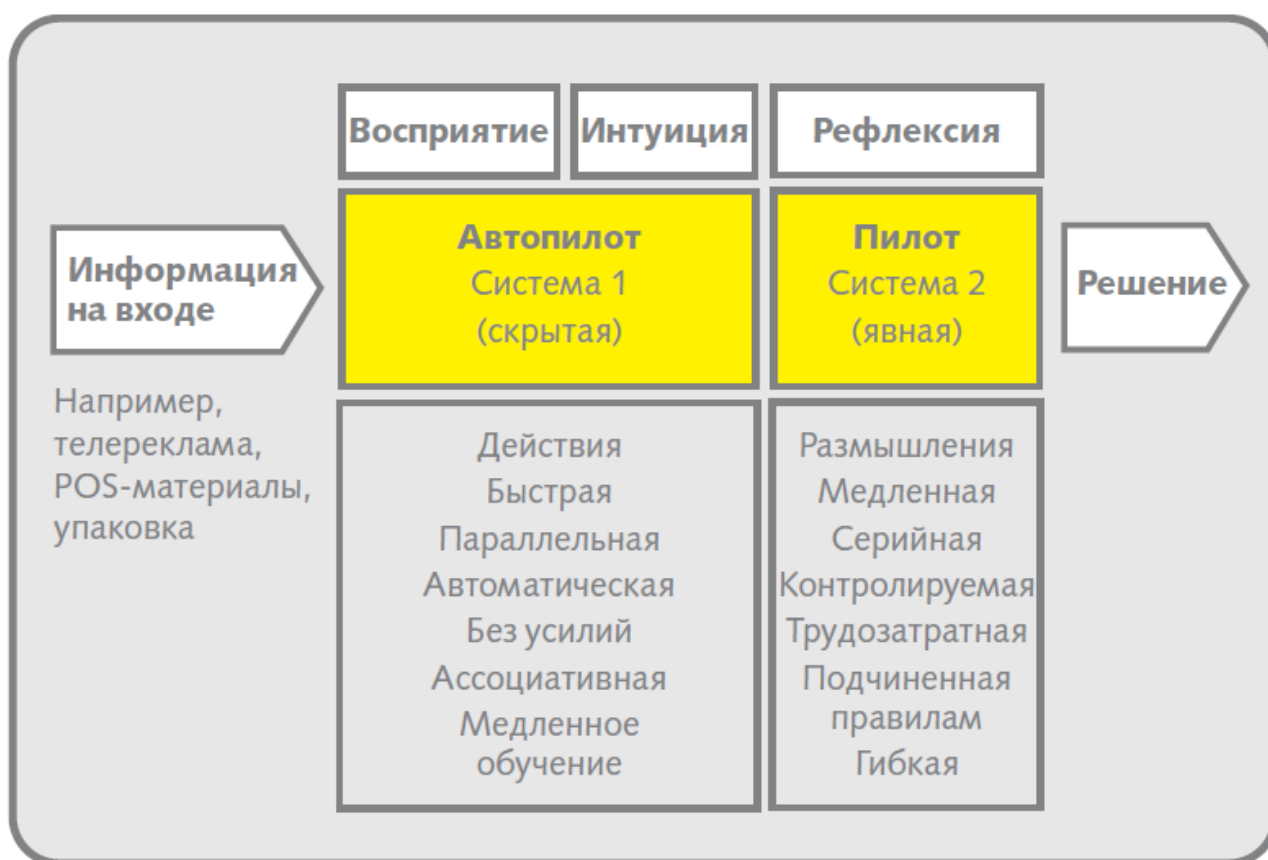 Восприятие
Интуиция
Рефлексия
Информация
на входе
Например,
телереклама,
POS-материалы,
упаковка
Автопилот
Система 1
(скрытая)
Действия
Быстрая
Параллельная
Автоматическая
Без усилий
Ассоциативная
Медленное
обучение
Пилот
Система 2
(явная)
Размышления
Медленная
Серийная
Контролируемая
Трудозатратная
Подчиненная
правилам
Гибкая
Решение